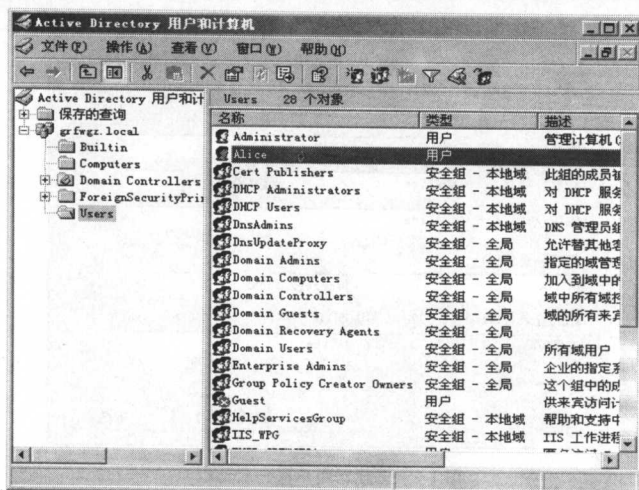 Active Directory 用户和计算机
文件(F) 操作(A) 查看(V) 窗口(W) 帮助(H)
Active Directory 用户和计
保存的查询
grfwgz.local
Builtin
Computers
Domain Controllers
ForeignSecurityPrin
Users
Users 28 个对象
名称 类型 描述
Administrator 用户 管理计算机(
Alice 用户
Cert Publishers 安全组 - 本地域 此组的成员被
DHCP Administrators 安全组 - 本地域 对 DHCP 服务
DHCP Users 安全组 - 本地域 对 DHCP 服务
DnsAdmins 安全组 - 本地域 DNS 管理员组
DnsUpdateProxy 安全组 - 全局 允许替其他客
Domain Admins 安全组 - 全局 指定的域管理
Domain Computers 安全组 - 全局 加入到域中的
Domain Controllers 安全组 - 全局 域中所有域控
Domain Guests 安全组 - 全局 域的所有来宾
Domain Recovery Agents 安全组 - 全局
Domain Users 安全组 - 全局 所有域用户
Enterprise Admins 安全组 - 全局 企业的指定系
Group Policy Creator Owners 安全组 - 全局 这个组中的成
Guest 用户 供来宾访问计
HelpServicesGroup 安全组 - 本地域 帮助和支持中
IIS_WPG 安全组 - 本地域 IIS 工作进程